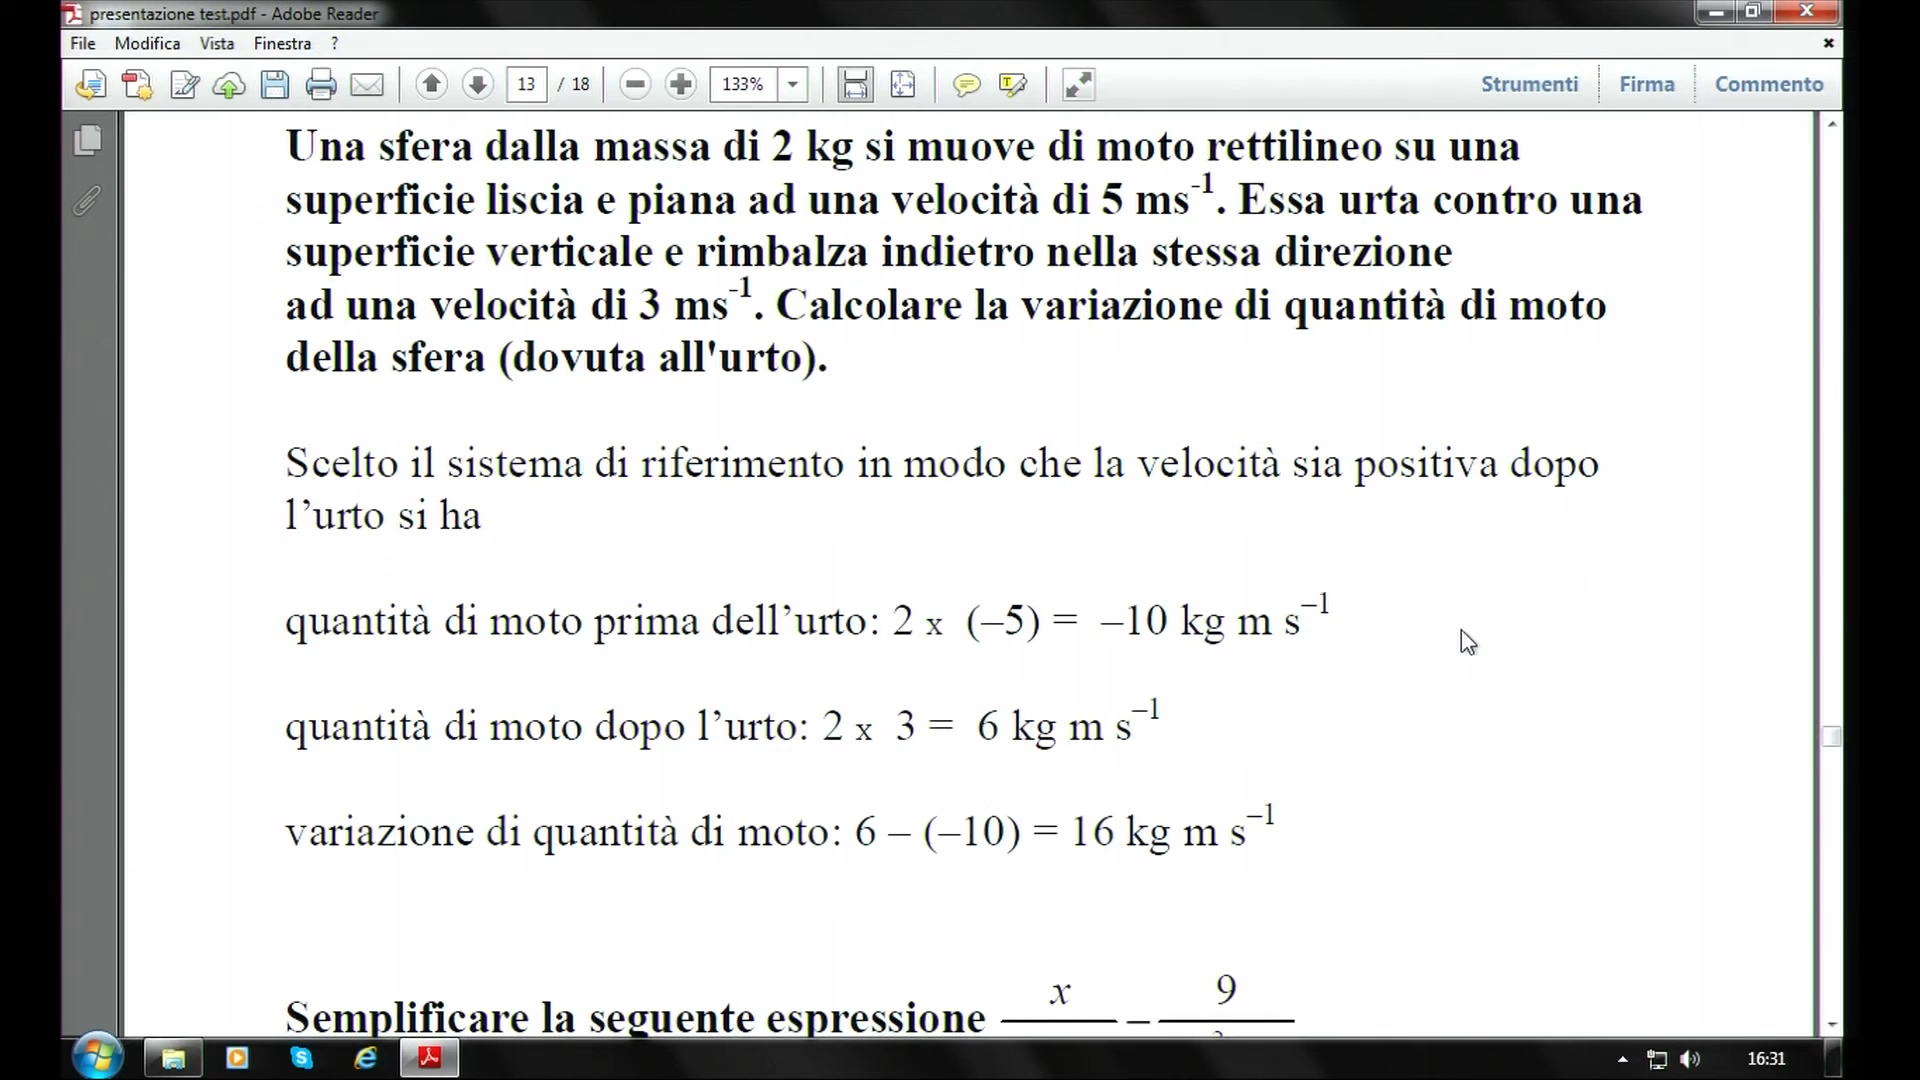 presentazione test.pdf - Adobe Reader
File Modifica Vista Finestra ?
13 / 18 133% Strumenti Firma Commento
Una sfera dalla massa di 2 kg si muove di moto rettilineo su una
superficie liscia e piana ad una velocità di 5 ms⁻¹. Essa urta contro una
superficie verticale e rimbalza indietro nella stessa direzione
ad una velocità di 3 ms⁻¹. Calcolare la variazione di quantità di moto
della sfera (dovuta all'urto).
Scelto il sistema di riferimento in modo che la velocità sia positiva dopo
l’urto si ha
quantità di moto prima dell’urto: 2 x (–5) = –10 kg m s⁻¹
quantità di moto dopo l’urto: 2 x 3 = 6 kg m s⁻¹
variazione di quantità di moto: 6 – (–10) = 16 kg m s⁻¹
x 9
Semplificare la seguente espressione –
16:31